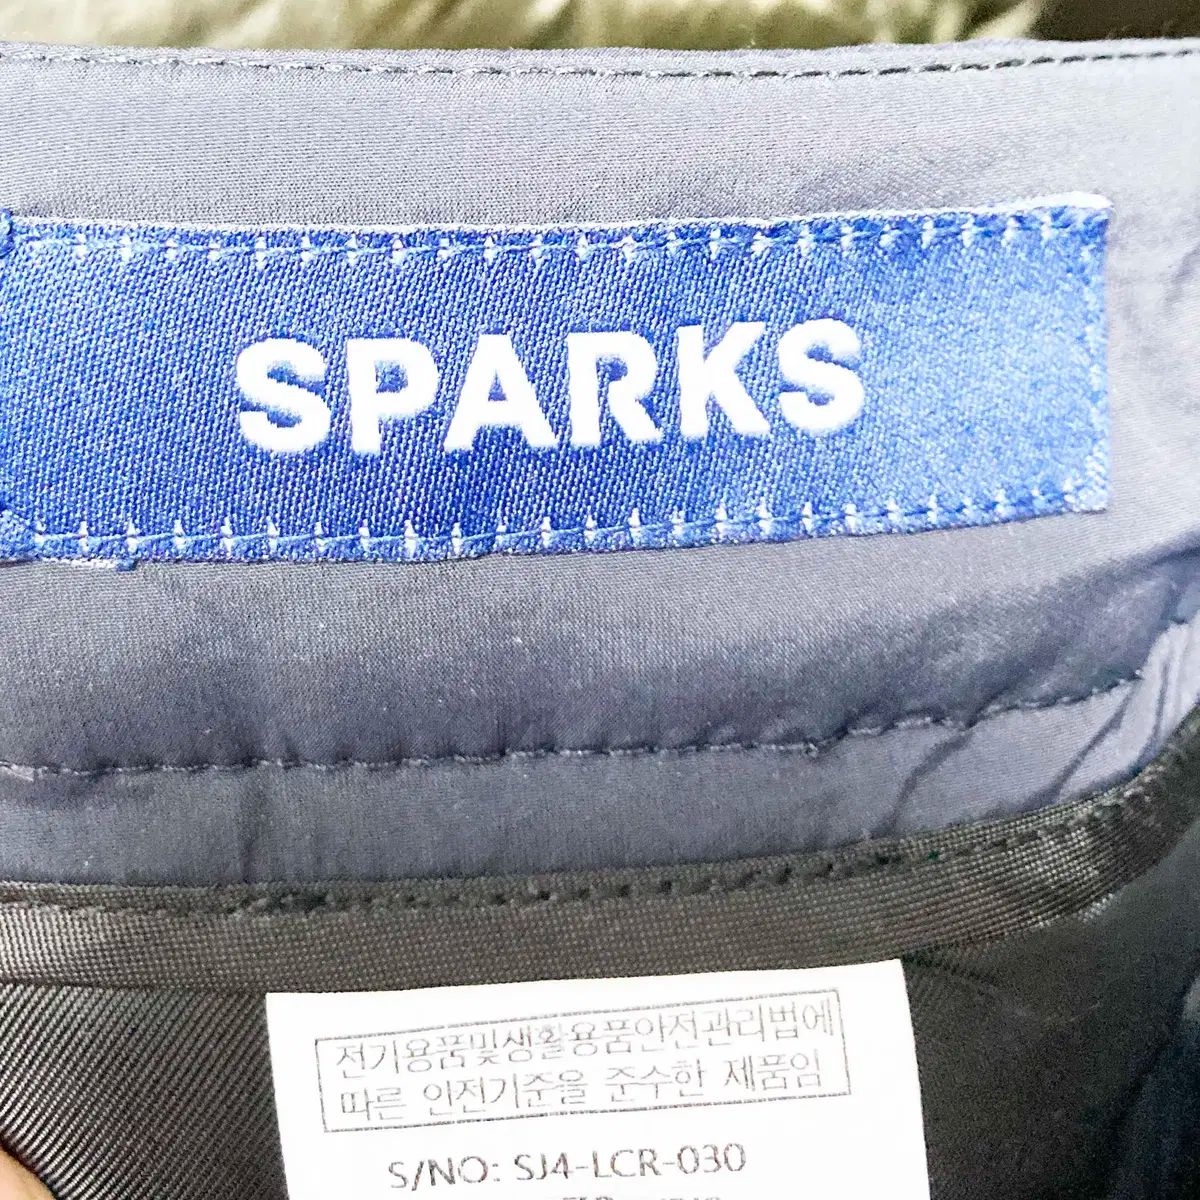 SPARKS
전기용품및생활용품안전관리법에
따른 안전기준을 준수한 제품임
S/NO: SJ4-LCR-030